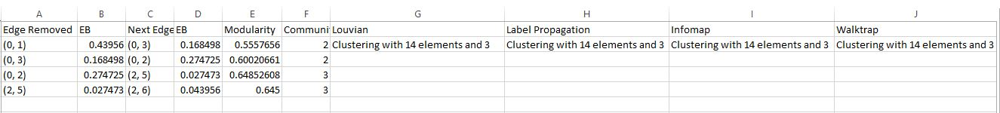 A B C D E F G H I J
Edge Removed EB Next Edge EB Modularity Communi Louvian Label Propagation Infomap Walktrap
(0, 1) 0.43956 (0, 3) 0.168498 0.5557656 2 Clustering with 14 elements and 3 Clustering with 14 elements and 3 Clustering with 14 elements and 3 Clustering with 14 elements and 3
(0, 3) 0.168498 (0, 2) 0.274725 0.60020661 2
(0, 2) 0.274725 (2, 5) 0.027473 0.64852608 3
(2, 5) 0.027473 (2, 6) 0.043956 0.645 3